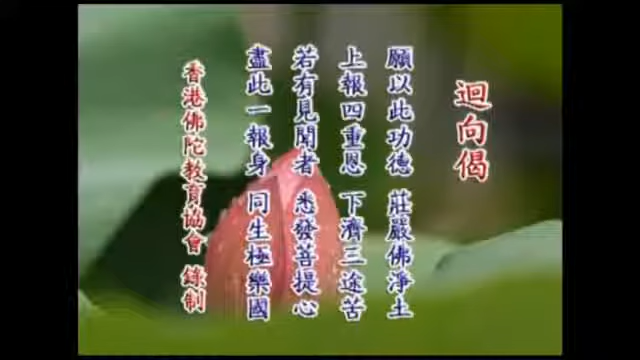 迴向偈
願以此功德 莊嚴佛淨土
上報四重恩 下濟三途苦
若有見聞者 悉發菩提心
盡此一報身 同生極樂國
香港佛陀教育協會 錄制